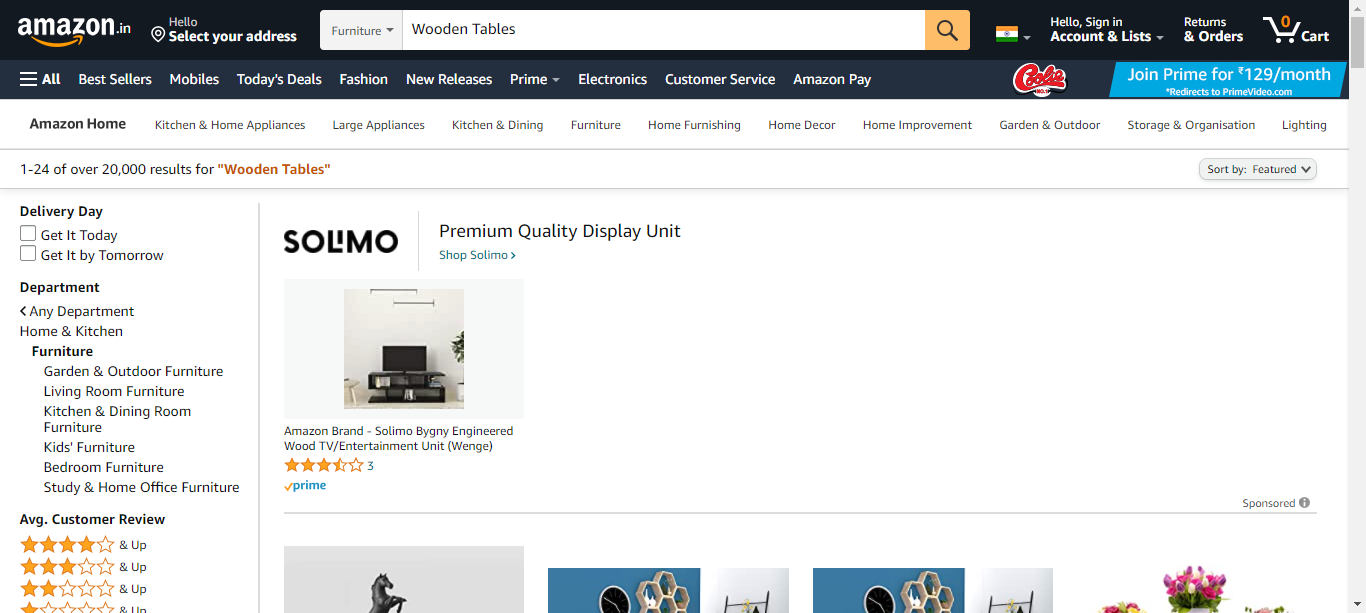 amazon.in
Hello
Select your address
Furniture
Wooden Tables
Hello, Sign in
Account & Lists
Returns
& Orders
0
Cart
All
Best Sellers
Mobiles
Today's Deals
Fashion
New Releases
Prime
Electronics
Customer Service
Amazon Pay
Coolie
NO.1
Join Prime for ₹129/month
*Redirects to PrimeVideo.com
Amazon Home
Kitchen & Home Appliances
Large Appliances
Kitchen & Dining
Furniture
Home Furnishing
Home Decor
Home Improvement
Garden & Outdoor
Storage & Organisation
Lighting
1-24 of over 20,000 results for "Wooden Tables"
Sort by: Featured
Delivery Day
Get It Today
Get It by Tomorrow
Department
Any Department
Home & Kitchen
Furniture
Garden & Outdoor Furniture
Living Room Furniture
Kitchen & Dining Room
Furniture
Kids' Furniture
Bedroom Furniture
Study & Home Office Furniture
Avg. Customer Review
& Up
& Up
& Up
& Up
SOLIMO
Premium Quality Display Unit
Shop Solimo ›
Amazon Brand - Solimo Bygny Engineered
Wood TV/Entertainment Unit (Wenge)
3
prime
Sponsored